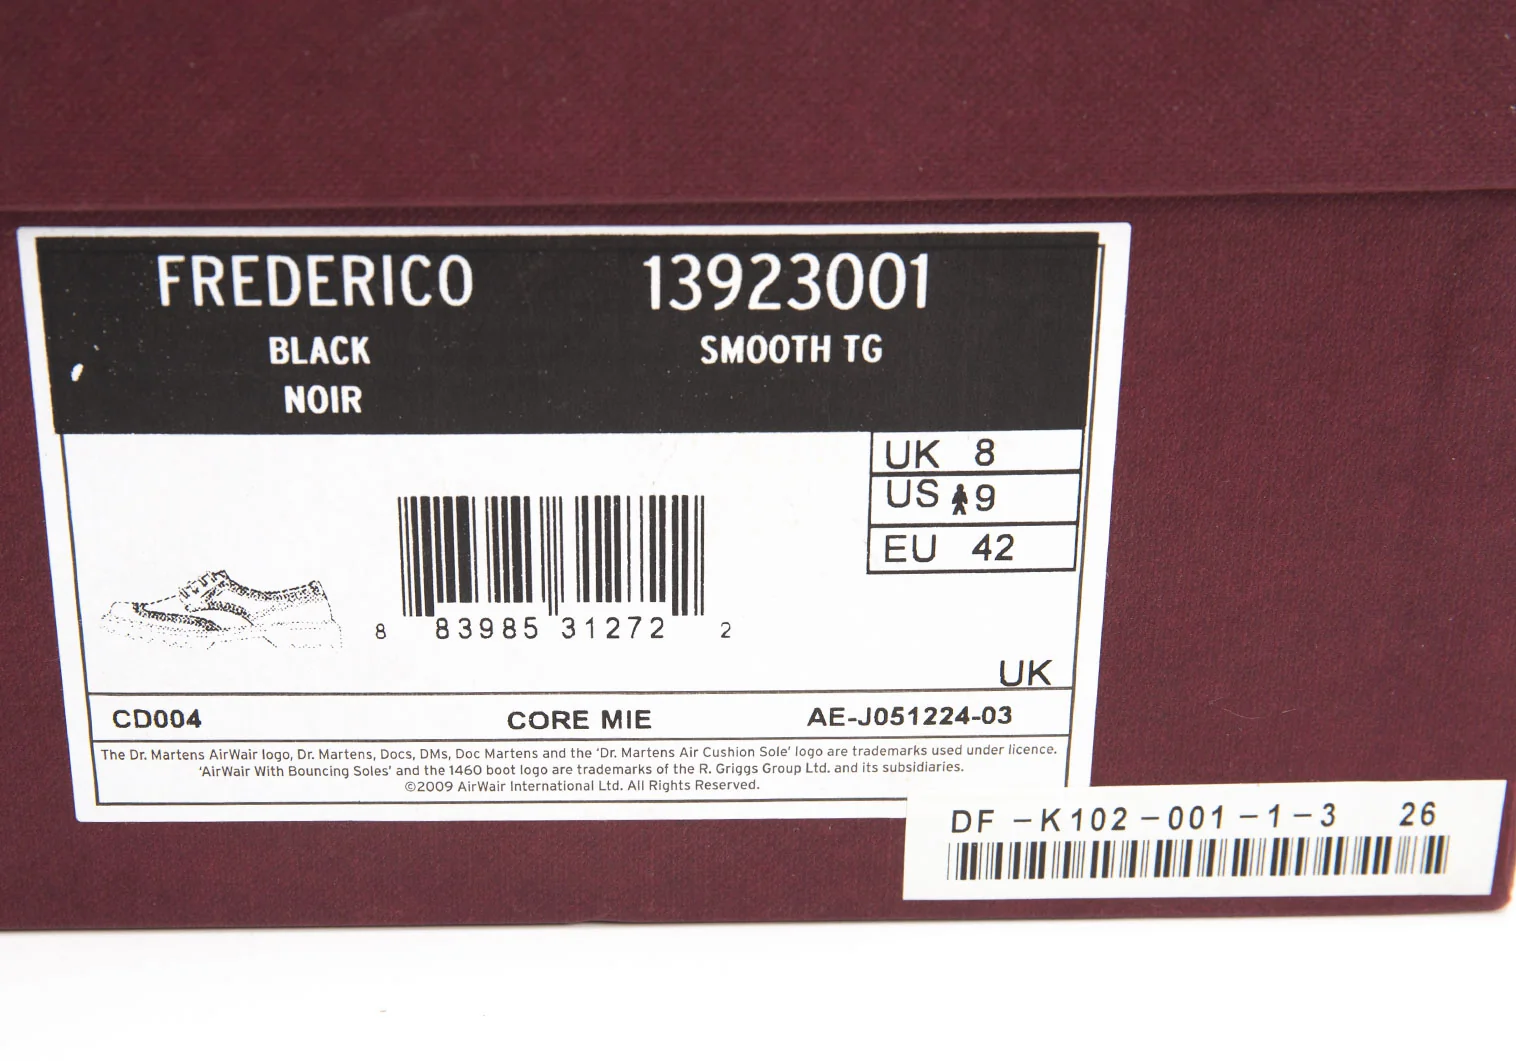 FREDERICO 13923001
BLACK SMOOTH TG
NOIR
UK 8
US 9
EU 42
8 83985 31272 2
UK
CD004 CORE MIE AE-J051224-03
The Dr. Martens AirWair logo, Dr. Martens, Docs, DMs, Doc Martens and the 'Dr. Martens Air Cushion Sole' logo are trademarks used under licence.
'AirWair With Bouncing Soles' and the 1460 boot logo are trademarks of the R. Griggs Group Ltd. and its subsidiaries.
©2009 AirWair International Ltd. All Rights Reserved.
DF -K102-001-1-3 26